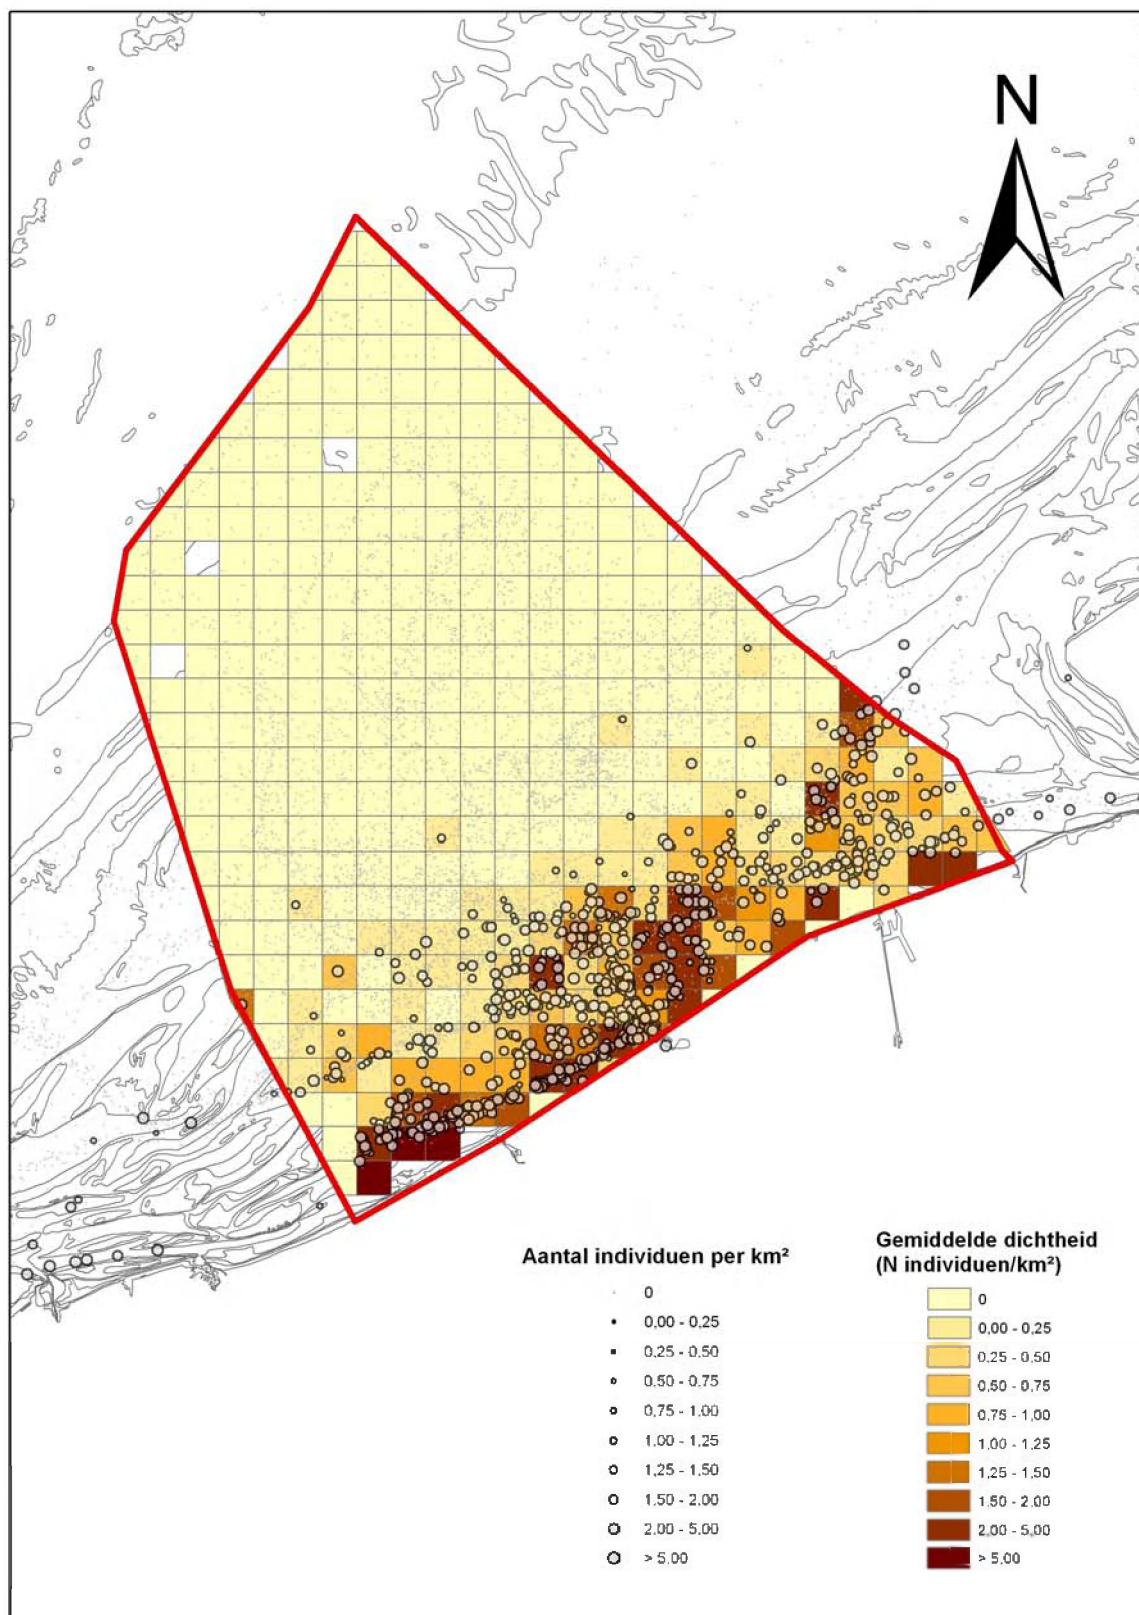 N
Aantal individuen per km²
0
0,00 - 0,25
0,25 - 0,50
0,50 - 0,75
0,75 - 1,00
1,00 - 1,25
1,25 - 1,50
1,50 - 2,00
2,00 - 5,00
> 5,00
Gemiddelde dichtheid
(N individuen/km²)
0
0,00 - 0,25
0,25 - 0,50
0,50 - 0,75
0,75 - 1,00
1,00 - 1,25
1,25 - 1,50
1,50 - 2,00
2,00 - 5,00
> 5,00